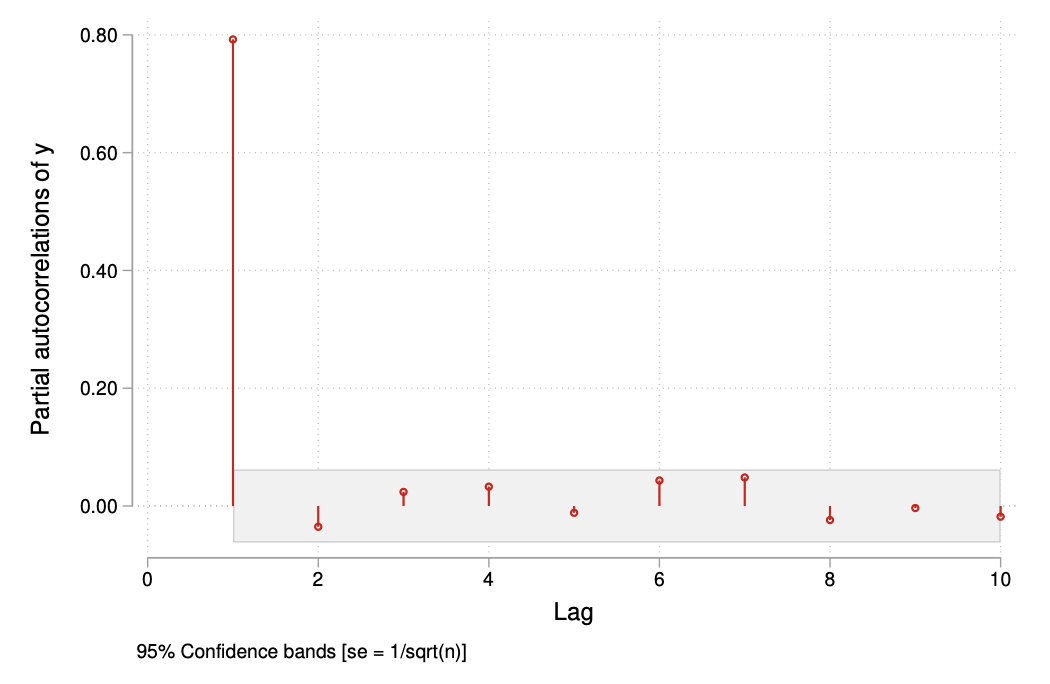 Partial autocorrelations of y
0.80
0.60
0.40
0.20
0.00
0 2 4 6 8 10
Lag
95% Confidence bands [se = 1/sqrt(n)]